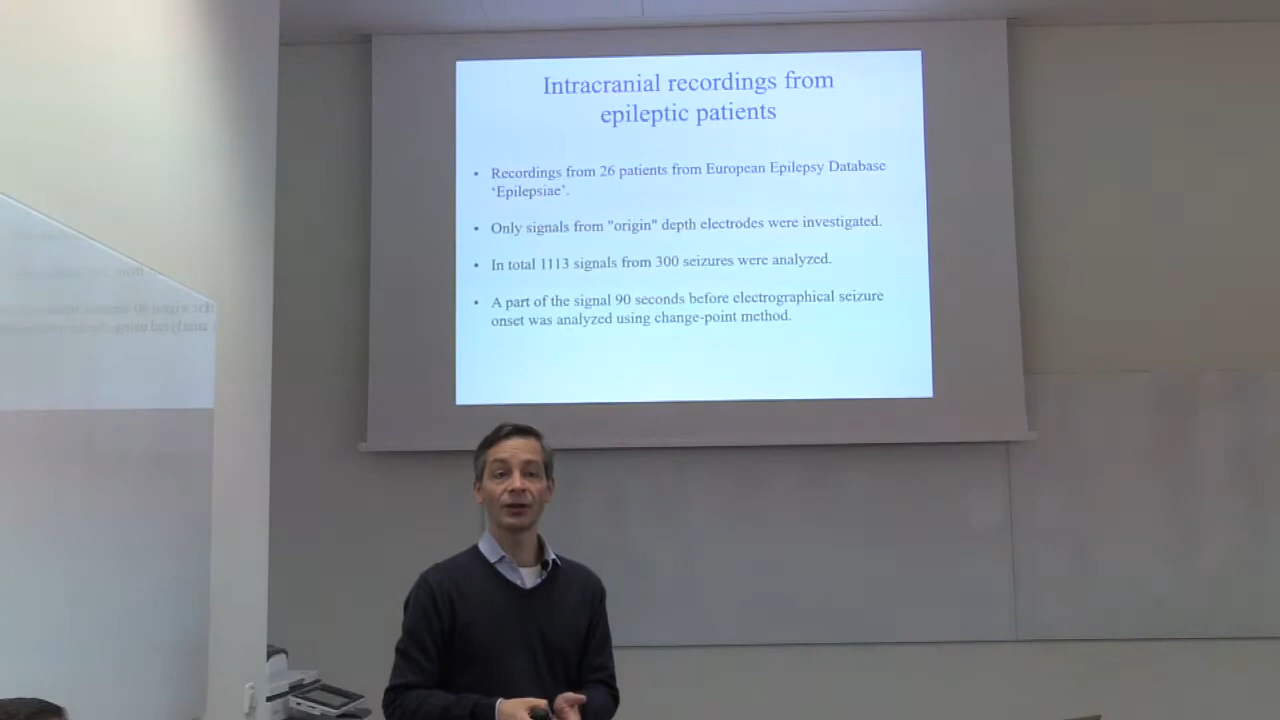 Intracranial recordings from
epileptic patients
• Recordings from 26 patients from European Epilepsy Database
‘Epilepsiae’.
• Only signals from "origin" depth electrodes were investigated.
• In total 1113 signals from 300 seizures were analyzed.
• A part of the signal 90 seconds before electrographical seizure
onset was analyzed using change-point method.